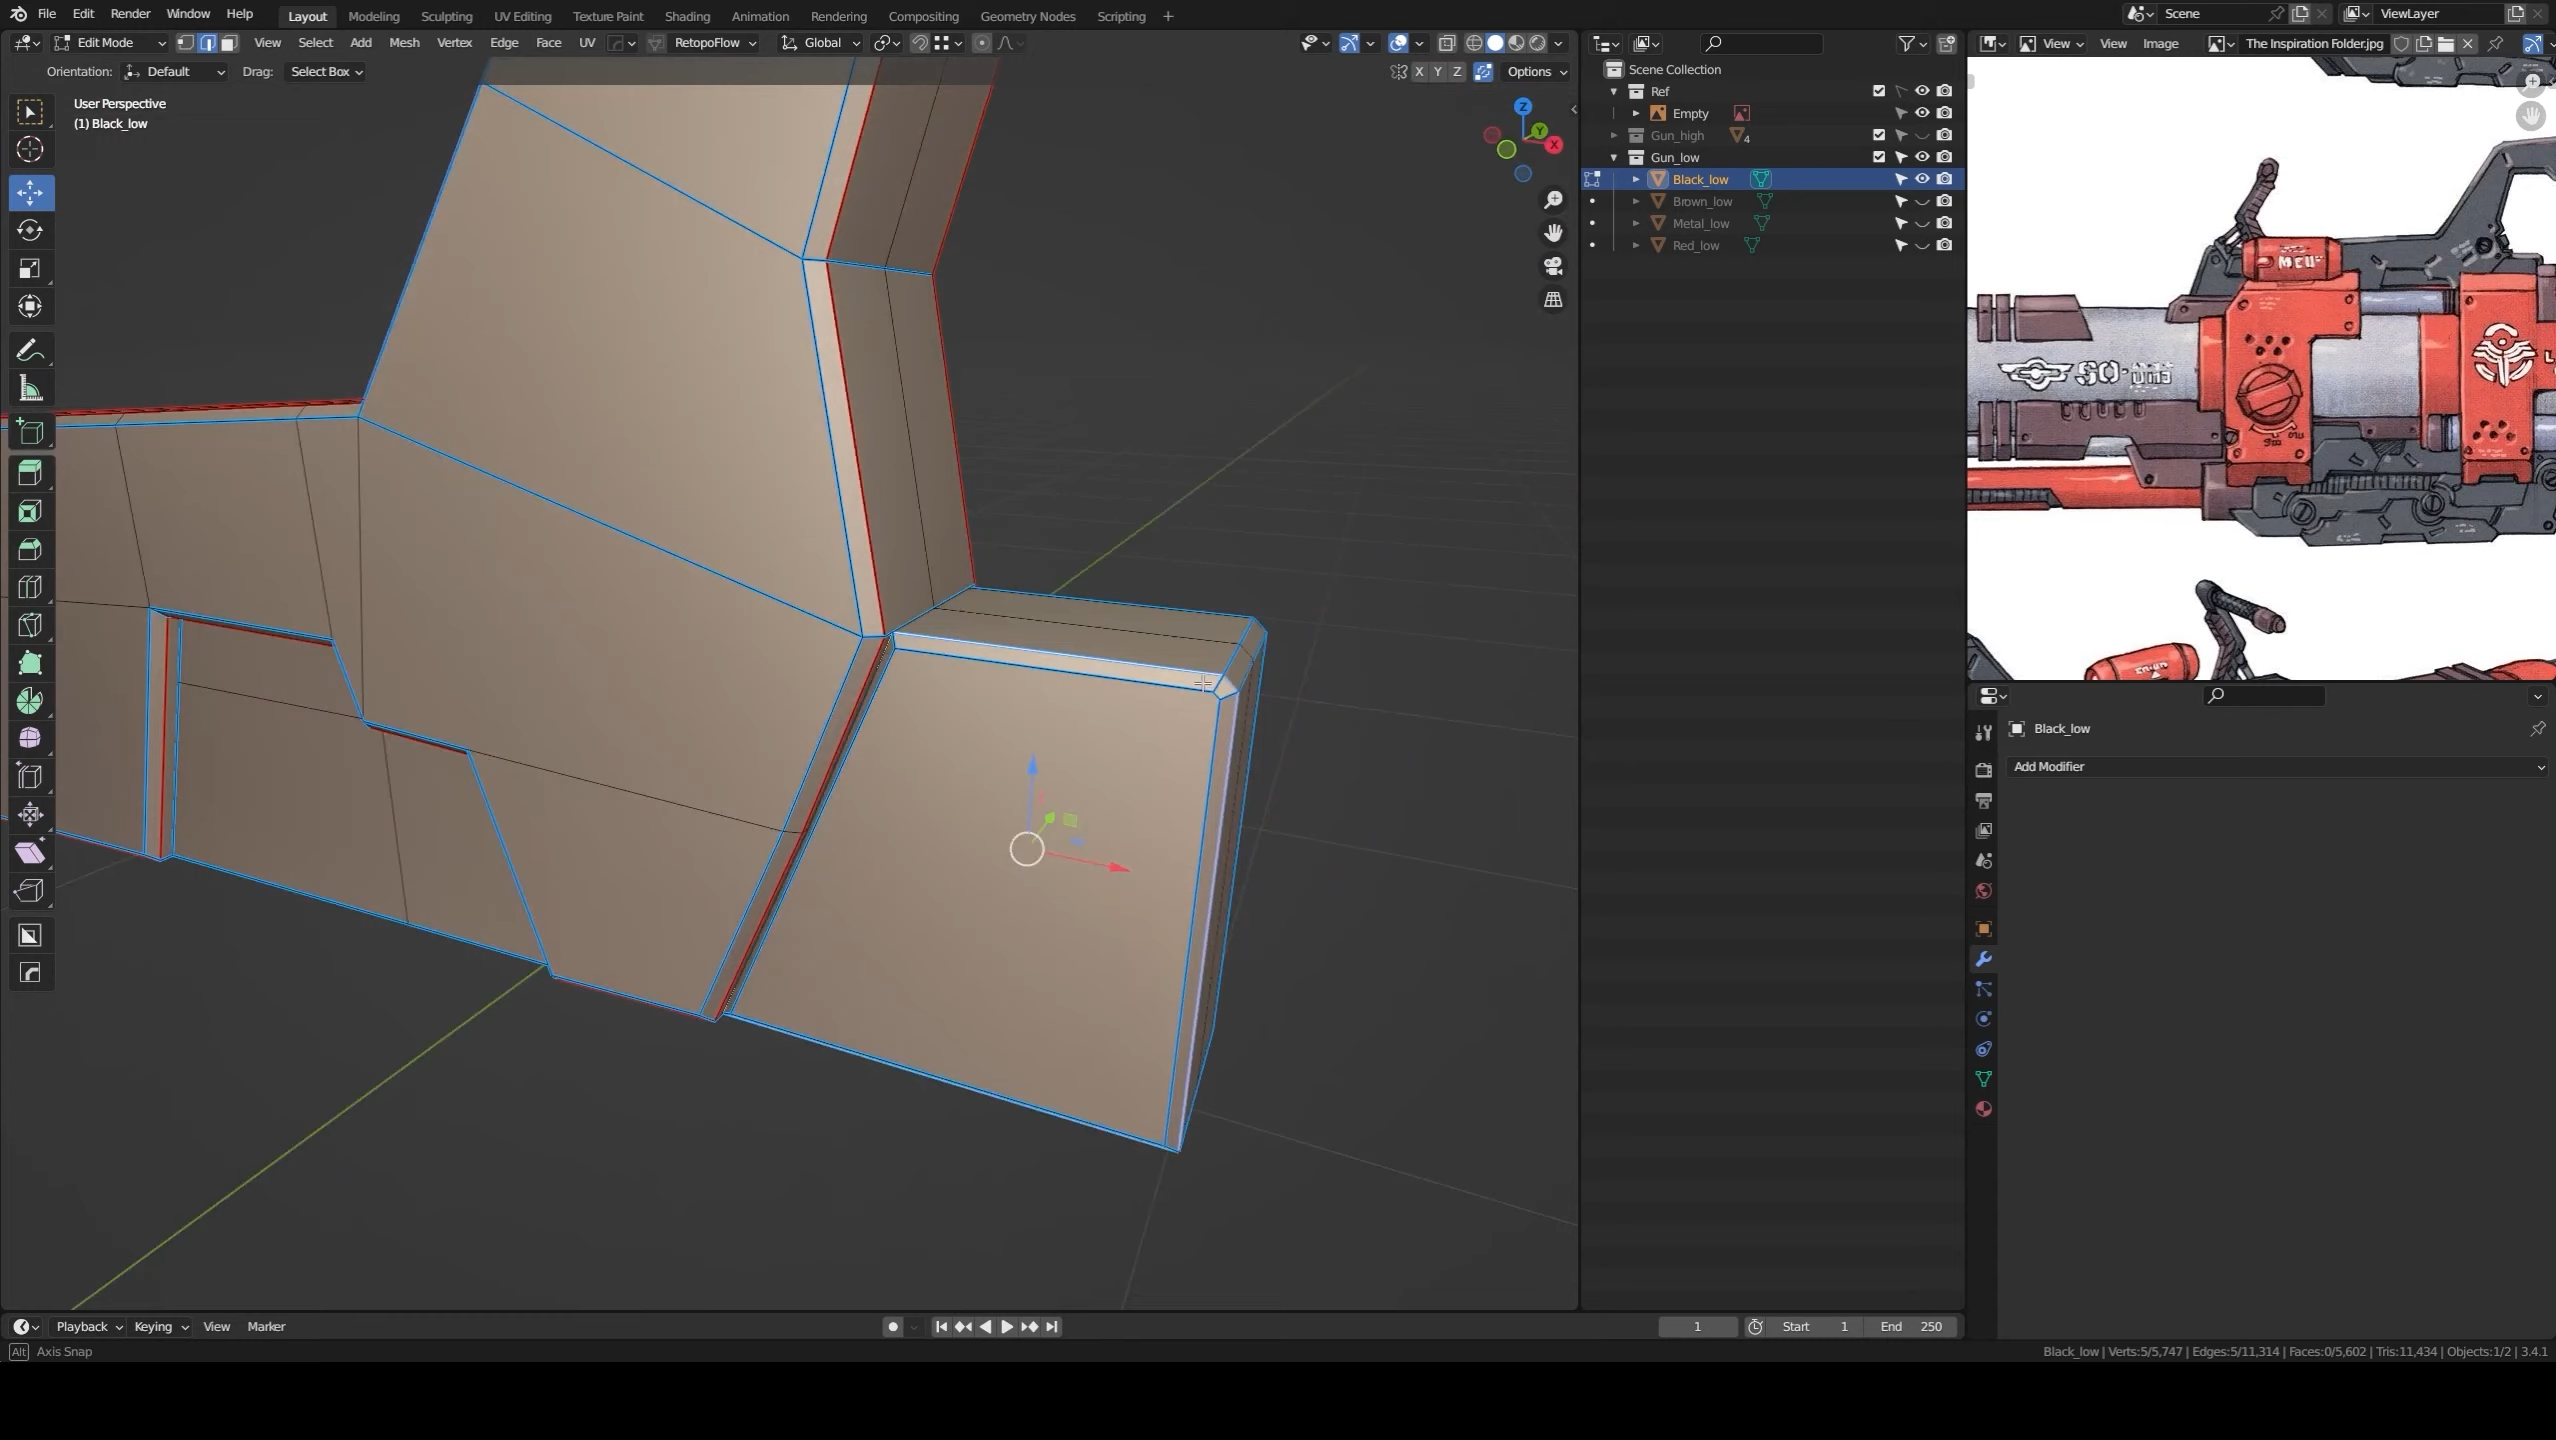 File Edit Render Window Help Layout Modeling Sculpting UV Editing Texture Paint Shading Animation Rendering Compositing Geometry Nodes Scripting + Scene ViewLayer
Edit Mode View Select Add Mesh Vertex Edge Face UV RetopoFlow Global View View Image The Inspiration Folder.jpg
Orientation: Default Drag: Select Box X Y Z Options
User Perspective
(1) Black_low
Z
Y
X
Scene Collection
Ref
Empty
Gun_high 4
Gun_low
Black_low
Brown_low
Metal_low
Red_low
SO
Black_low
Add Modifier
Playback Keying View Marker 1 Start 1 End 250
Alt Axis Snap
Black_low | Verts:5/5,747 | Edges:5/11,314 | Faces:0/5,602 | Tris:11,434 | Objects:1/2 | 3.4.1